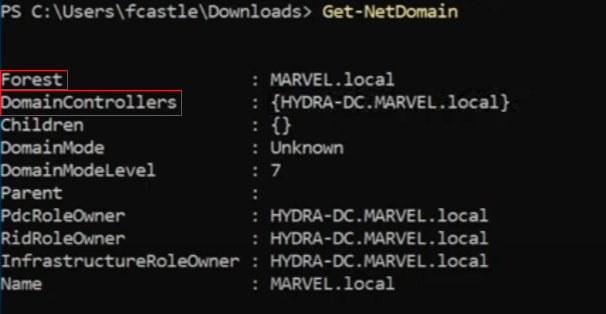 PS C:\Users\fcastle\Downloads> Get-NetDomain
Forest : MARVEL.local
DomainControllers : {HYDRA-DC.MARVEL.local}
Children : {}
DomainMode : Unknown
DomainModeLevel : 7
Parent :
PdcRoleOwner : HYDRA-DC.MARVEL.local
RidRoleOwner : HYDRA-DC.MARVEL.local
InfrastructureRoleOwner : HYDRA-DC.MARVEL.local
Name : MARVEL.local